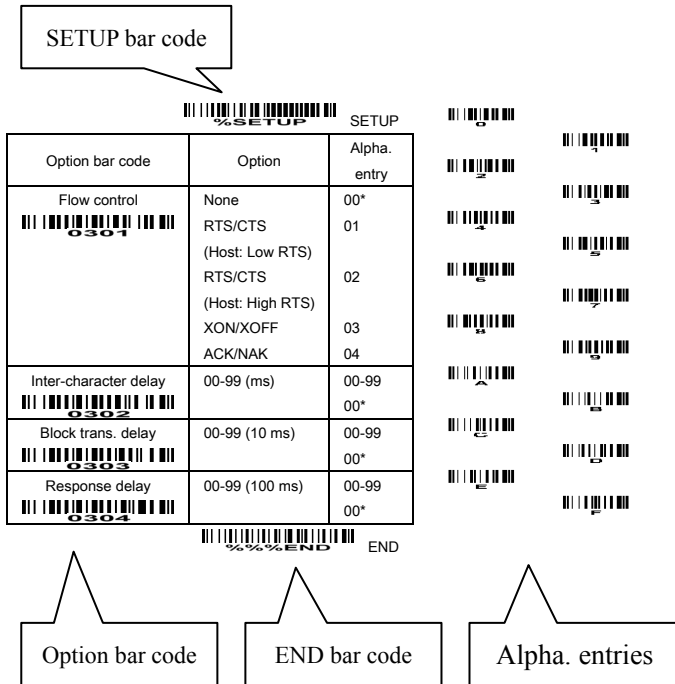 SETUP bar code
%SETUP SETUP
Option bar code Option Alpha. entry
Flow control None 00*
0301 RTS/CTS 01
(Host: Low RTS)
RTS/CTS 02
(Host: High RTS)
XON/XOFF 03
ACK/NAK 04
Inter-character delay 00-99 (ms) 00-99
0302 00*
Block trans. delay 00-99 (10 ms) 00-99
0303 00*
Response delay 00-99 (100 ms) 00-99
0304 00*
%%%END END
0
1
2
3
4
5
6
7
8
9
A
B
C
D
E
F
Option bar code
END bar code
Alpha. entries